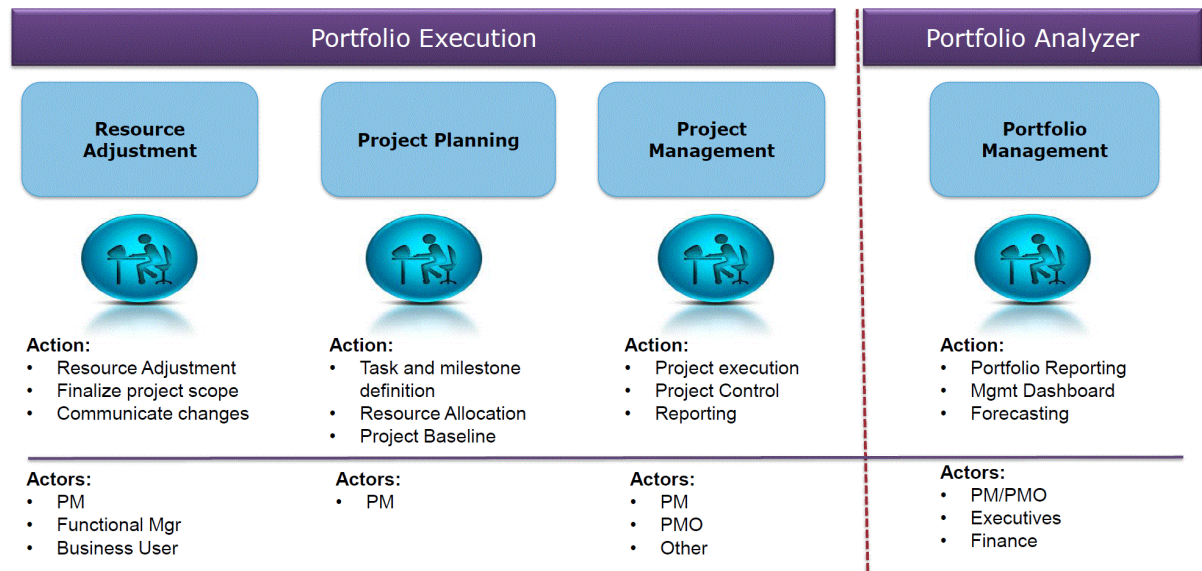 Portfolio Execution
Portfolio Analyzer
Resource
Adjustment
Project Planning
Project
Management
Portfolio
Management
Action:
• Resource Adjustment
• Finalize project scope
• Communicate changes
Action:
• Task and milestone
definition
• Resource Allocation
• Project Baseline
Action:
• Project execution
• Project Control
• Reporting
Action:
• Portfolio Reporting
• Mgmt Dashboard
• Forecasting
Actors:
• PM
• Functional Mgr
• Business User
Actors:
• PM
Actors:
• PM
• PMO
• Other
Actors:
• PM/PMO
• Executives
• Finance